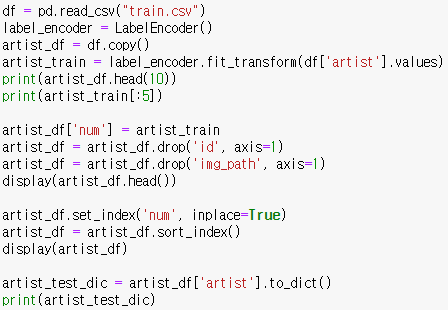 df = pd.read_csv("train.csv")
label_encoder = LabelEncoder()
artist_df = df.copy()
artist_train = label_encoder.fit_transform(df['artist'].values)
print(artist_df.head(10))
print(artist_train[:5])

artist_df['num'] = artist_train
artist_df = artist_df.drop('id', axis=1)
artist_df = artist_df.drop('img_path', axis=1)
display(artist_df.head())

artist_df.set_index('num', inplace=True)
artist_df = artist_df.sort_index()
display(artist_df)

artist_test_dic = artist_df['artist'].to_dict()
print(artist_test_dic)